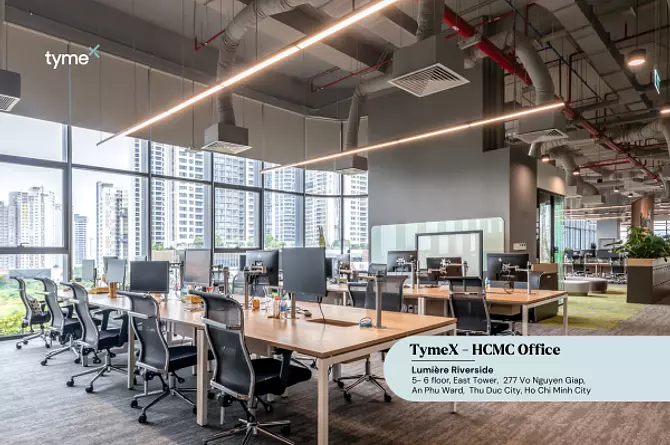 tymeX
TymeX - HCMC Office
Lumière Riverside
5- 6 floor, East Tower, 277 Vo Nguyen Giap,
An Phu Ward, Thu Duc City, Ho Chi Minh City